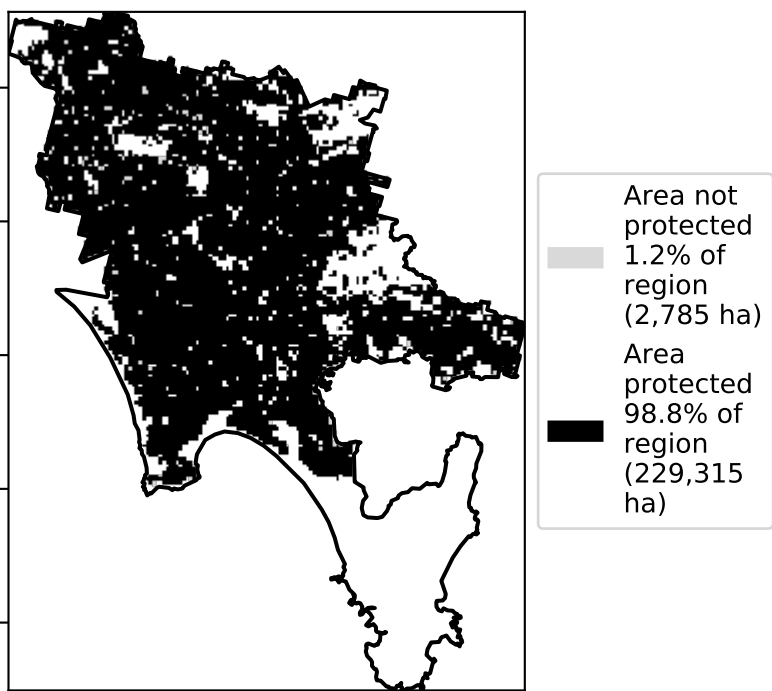 Area not
protected
1.2% of
region
(2,785 ha)
Area
protected
98.8% of
region
(229,315
ha)